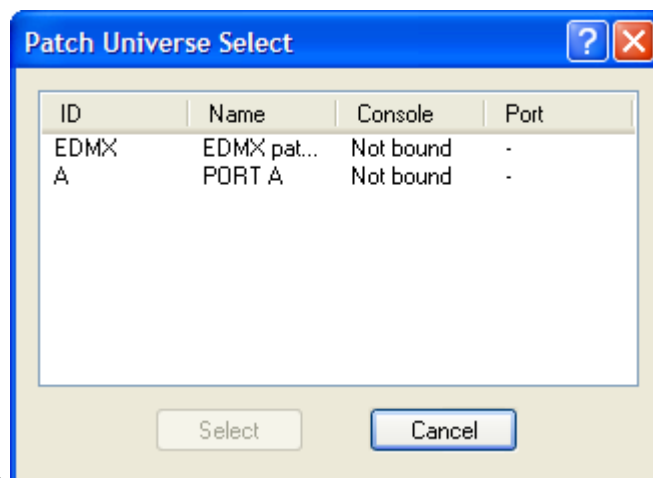 Patch Universe Select
ID Name Console Port
EDMX EDMX pat... Not bound -
A PORT A Not bound -
Select Cancel